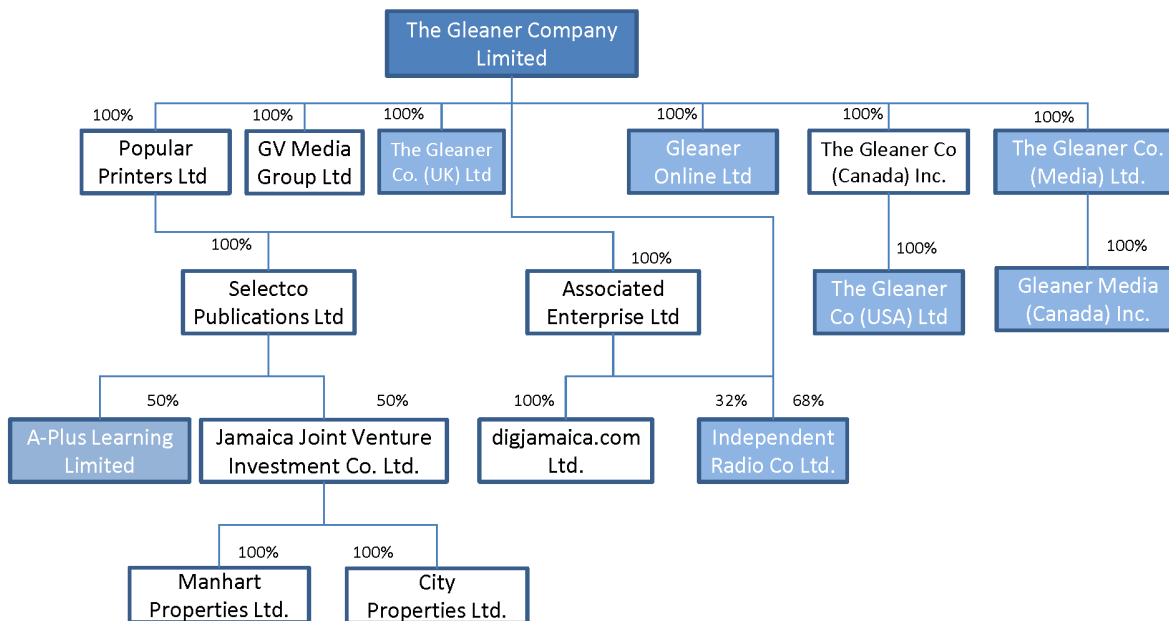 The Gleaner Company
Limited
100%
100%
100%
100%
100%
100%
Popular
Printers Ltd
GV Media
Group Ltd
The Gleaner
Co. (UK) Ltd
Gleaner
Online Ltd
The Gleaner Co
(Canada) Inc.
The Gleaner Co.
(Media) Ltd.
100%
100%
100%
100%
Selectco
Publications Ltd
Associated
Enterprise Ltd
The Gleaner
Co (USA) Ltd
Gleaner Media
(Canada) Inc.
50%
50%
100%
32%
68%
A-Plus Learning
Limited
Jamaica Joint Venture
Investment Co. Ltd.
digjamaica.com
Ltd.
Independent
Radio Co Ltd.
100%
100%
Manhart
Properties Ltd.
City
Properties Ltd.